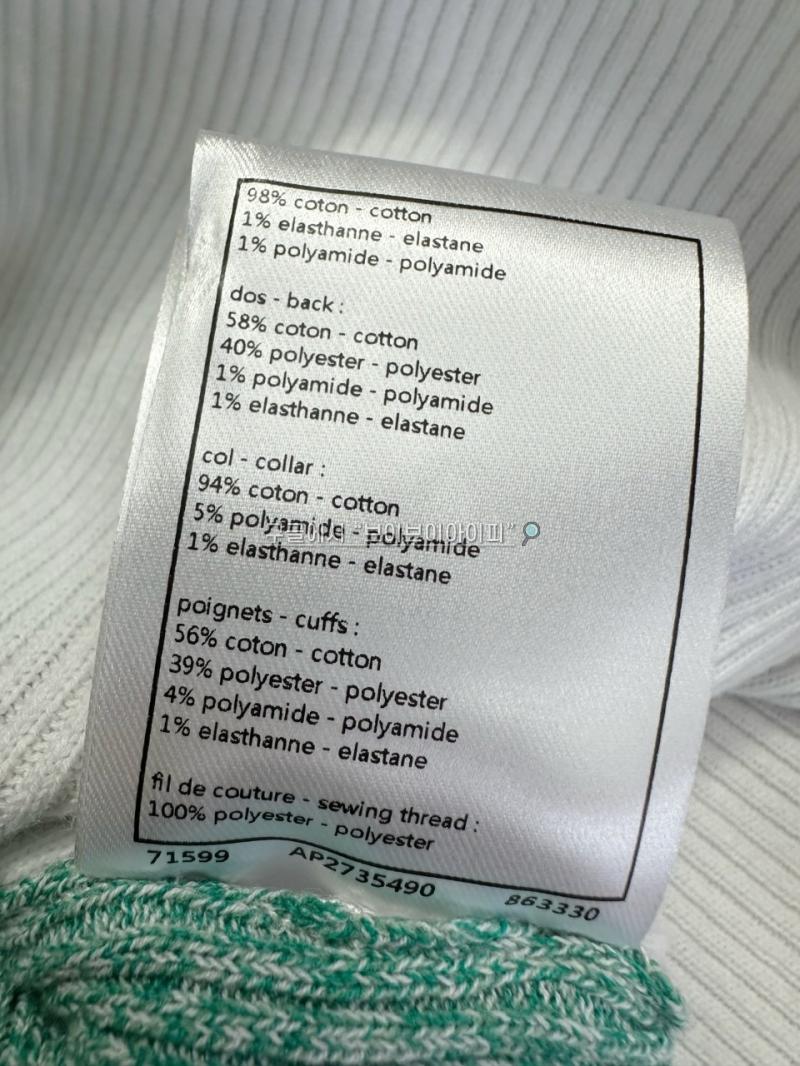 98% coton - cotton
1% elasthanne - elastane
1% polyamide - polyamide
dos - back :
58% coton - cotton
40% polyester - polyester
1% polyamide - polyamide
1% elasthanne - elastane
col - collar :
94% coton - cotton
5% polyamide - polyamide
1% elasthanne - elastane
poignets - cuffs :
56% coton - cotton
39% polyester - polyester
4% polyamide - polyamide
1% elasthanne - elastane
fil de couture - sewing thread :
100% polyester - polyester
71599 AP2735490 863330